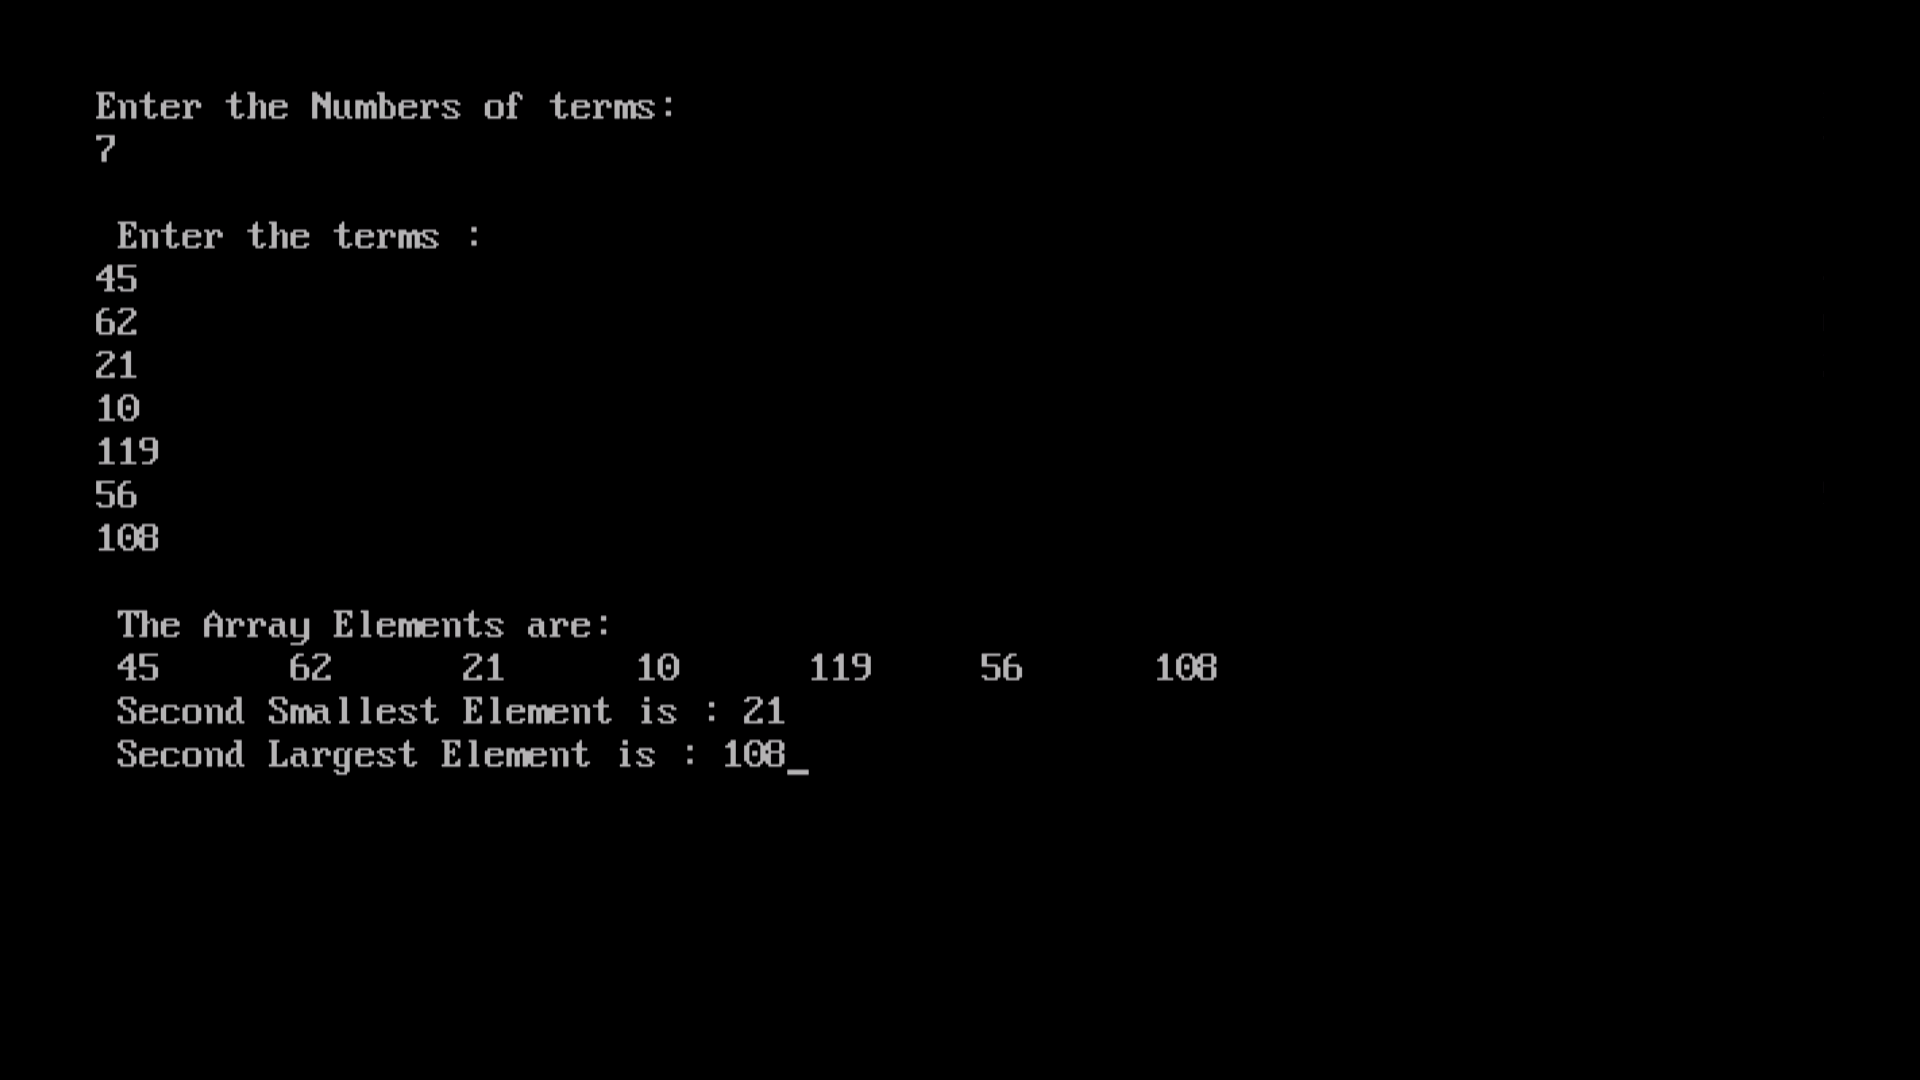 Enter the Numbers of terms:
7
Enter the terms :
45
62
21
10
119
56
108
The Array Elements are:
45 62 21 10 119 56 108
Second Smallest Element is : 21
Second Largest Element is : 108_